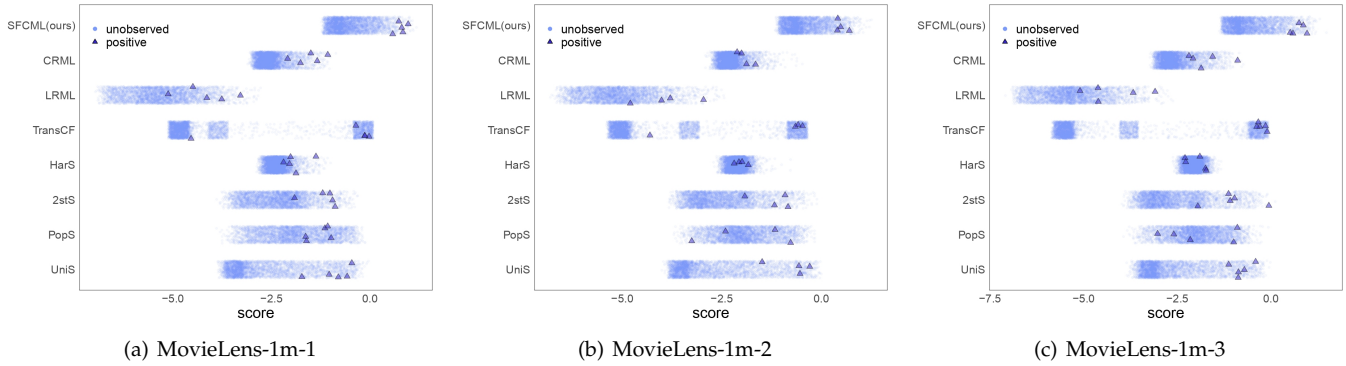 SFCML(ours)
CRML
LRML
TransCF
HarS
2stS
PopS
UniS
unobserved
positive
−5.0 −2.5 0.0
score
(a) MovieLens-1m-1
SFCML(ours)
CRML
LRML
TransCF
HarS
2stS
PopS
UniS
unobserved
positive
−5.0 −2.5 0.0
score
(b) MovieLens-1m-2
SFCML(ours)
CRML
LRML
TransCF
HarS
2stS
PopS
UniS
unobserved
positive
−7.5 −5.0 −2.5 0.0
score
(c) MovieLens-1m-3